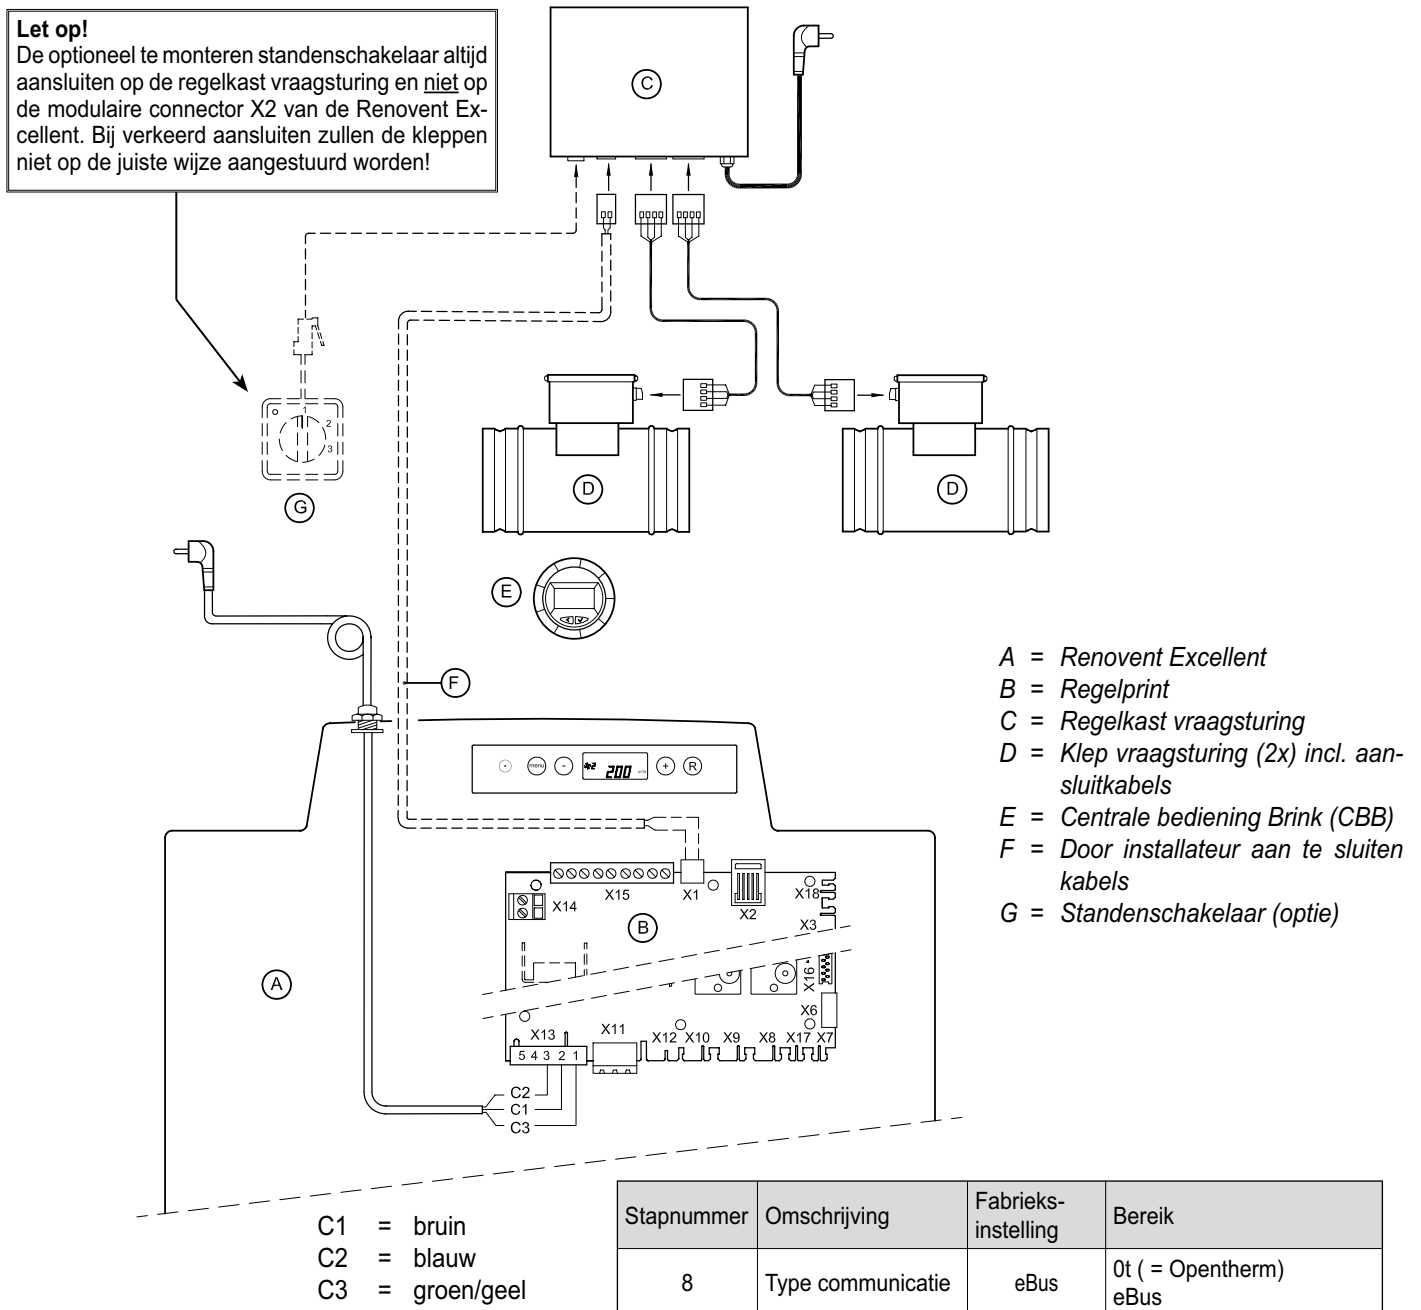 Let op!
De optioneel te monteren standenschakelaar altijd
aansluiten op de regelkast vraagsturing en niet op
de modulaire connector X2 van de Renovent Ex-
cellent. Bij verkeerd aansluiten zullen de kleppen
niet op de juiste wijze aangestuurd worden!
C
1
2
3
G
D
D
E
F
menu
-
200
+
R
A = Renovent Excellent
B = Regelprint
C = Regelkast vraagsturing
D = Klep vraagsturing (2x) incl. aan-
sluitkabels
E = Centrale bediening Brink (CBB)
F = Door installateur aan te sluiten
kabels
G = Standenschakelaar (optie)
X14
X15
X1
X2
X18
X3
B
A
X16
X6
X13
X11
X12 X10 X9 X8 X17 X7
5 4 3 2 1
C2
C1
C3
C1 = bruin
C2 = blauw
C3 = groen/geel
Stapnummer Omschrijving Fabrieks-
instelling Bereik
8 Type communicatie eBus 0t ( = Opentherm)
eBus